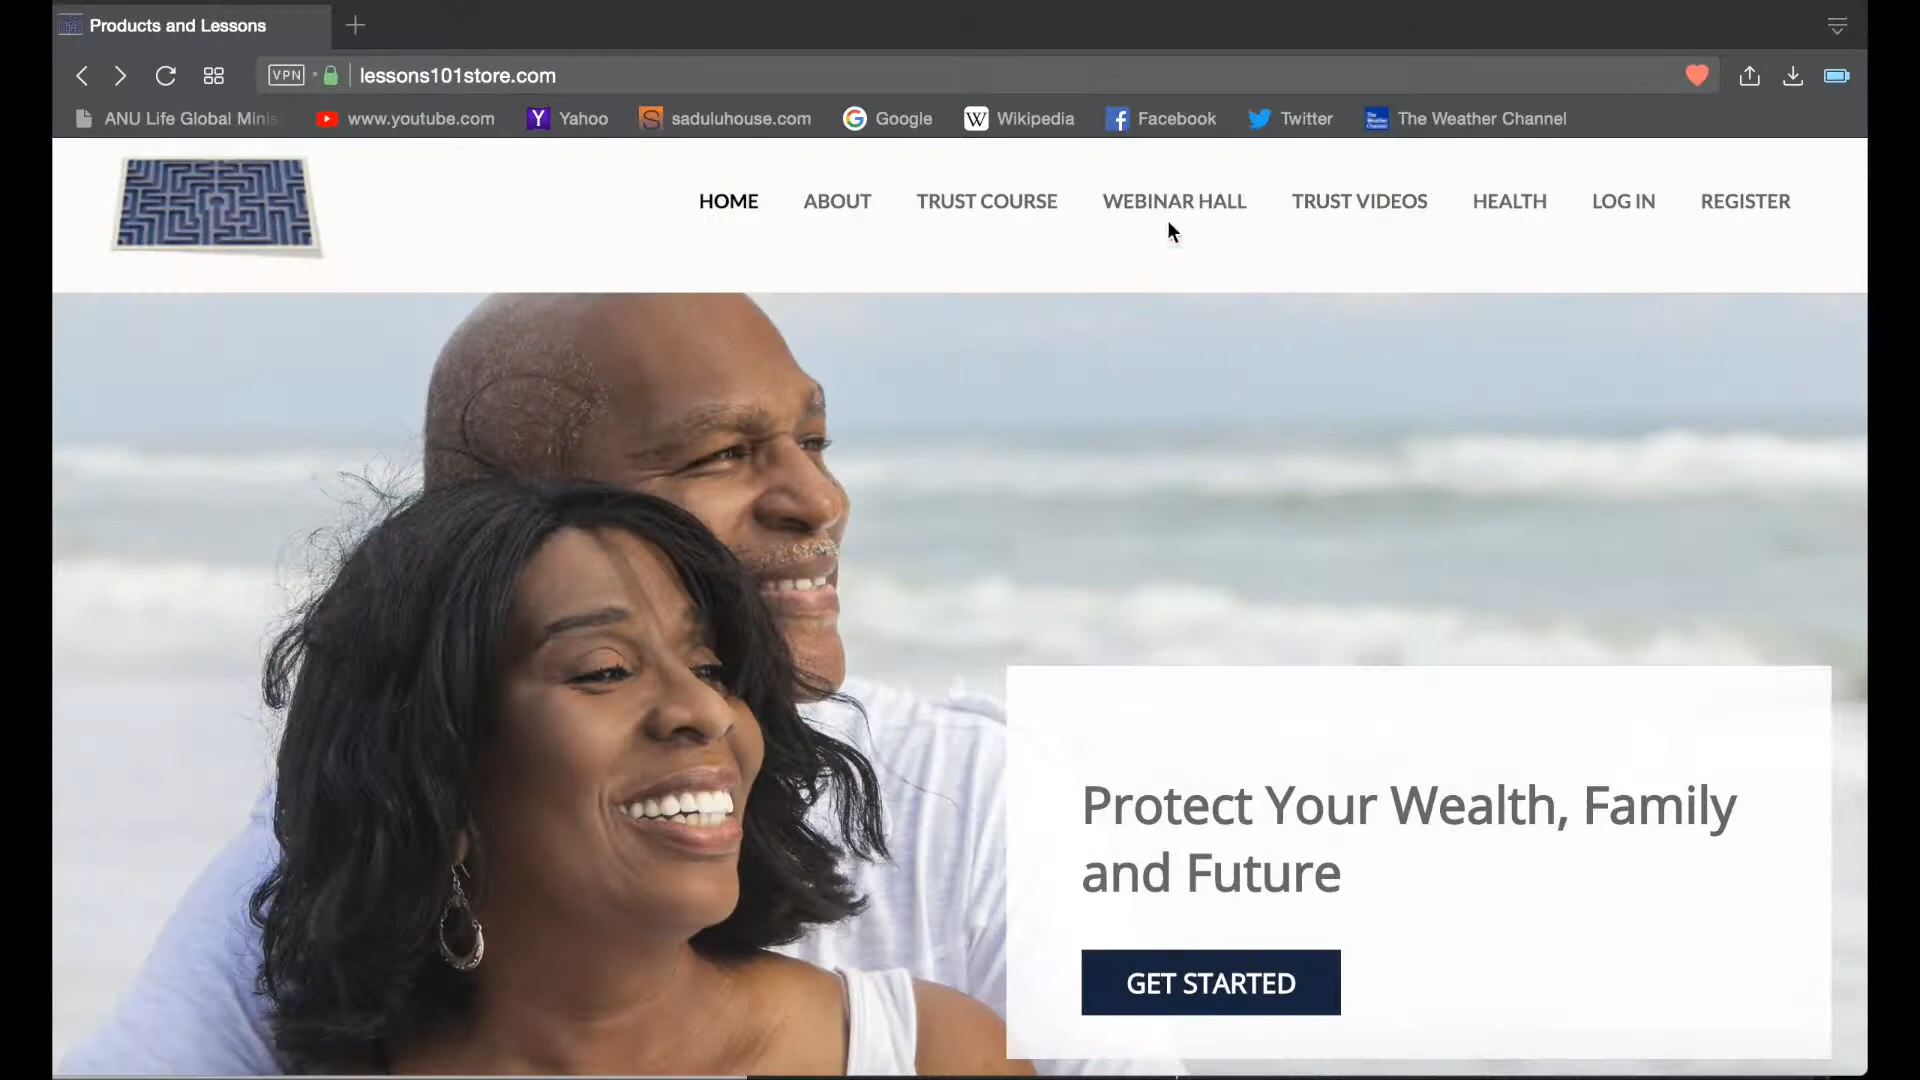 Products and Lessons
VPN lessons101store.com
ANU Life Global Minis www.youtube.com Yahoo saduluhouse.com Google Wikipedia Facebook Twitter The Weather Channel
HOME ABOUT TRUST COURSE WEBINAR HALL TRUST VIDEOS HEALTH LOG IN REGISTER
Protect Your Wealth, Family
and Future
GET STARTED